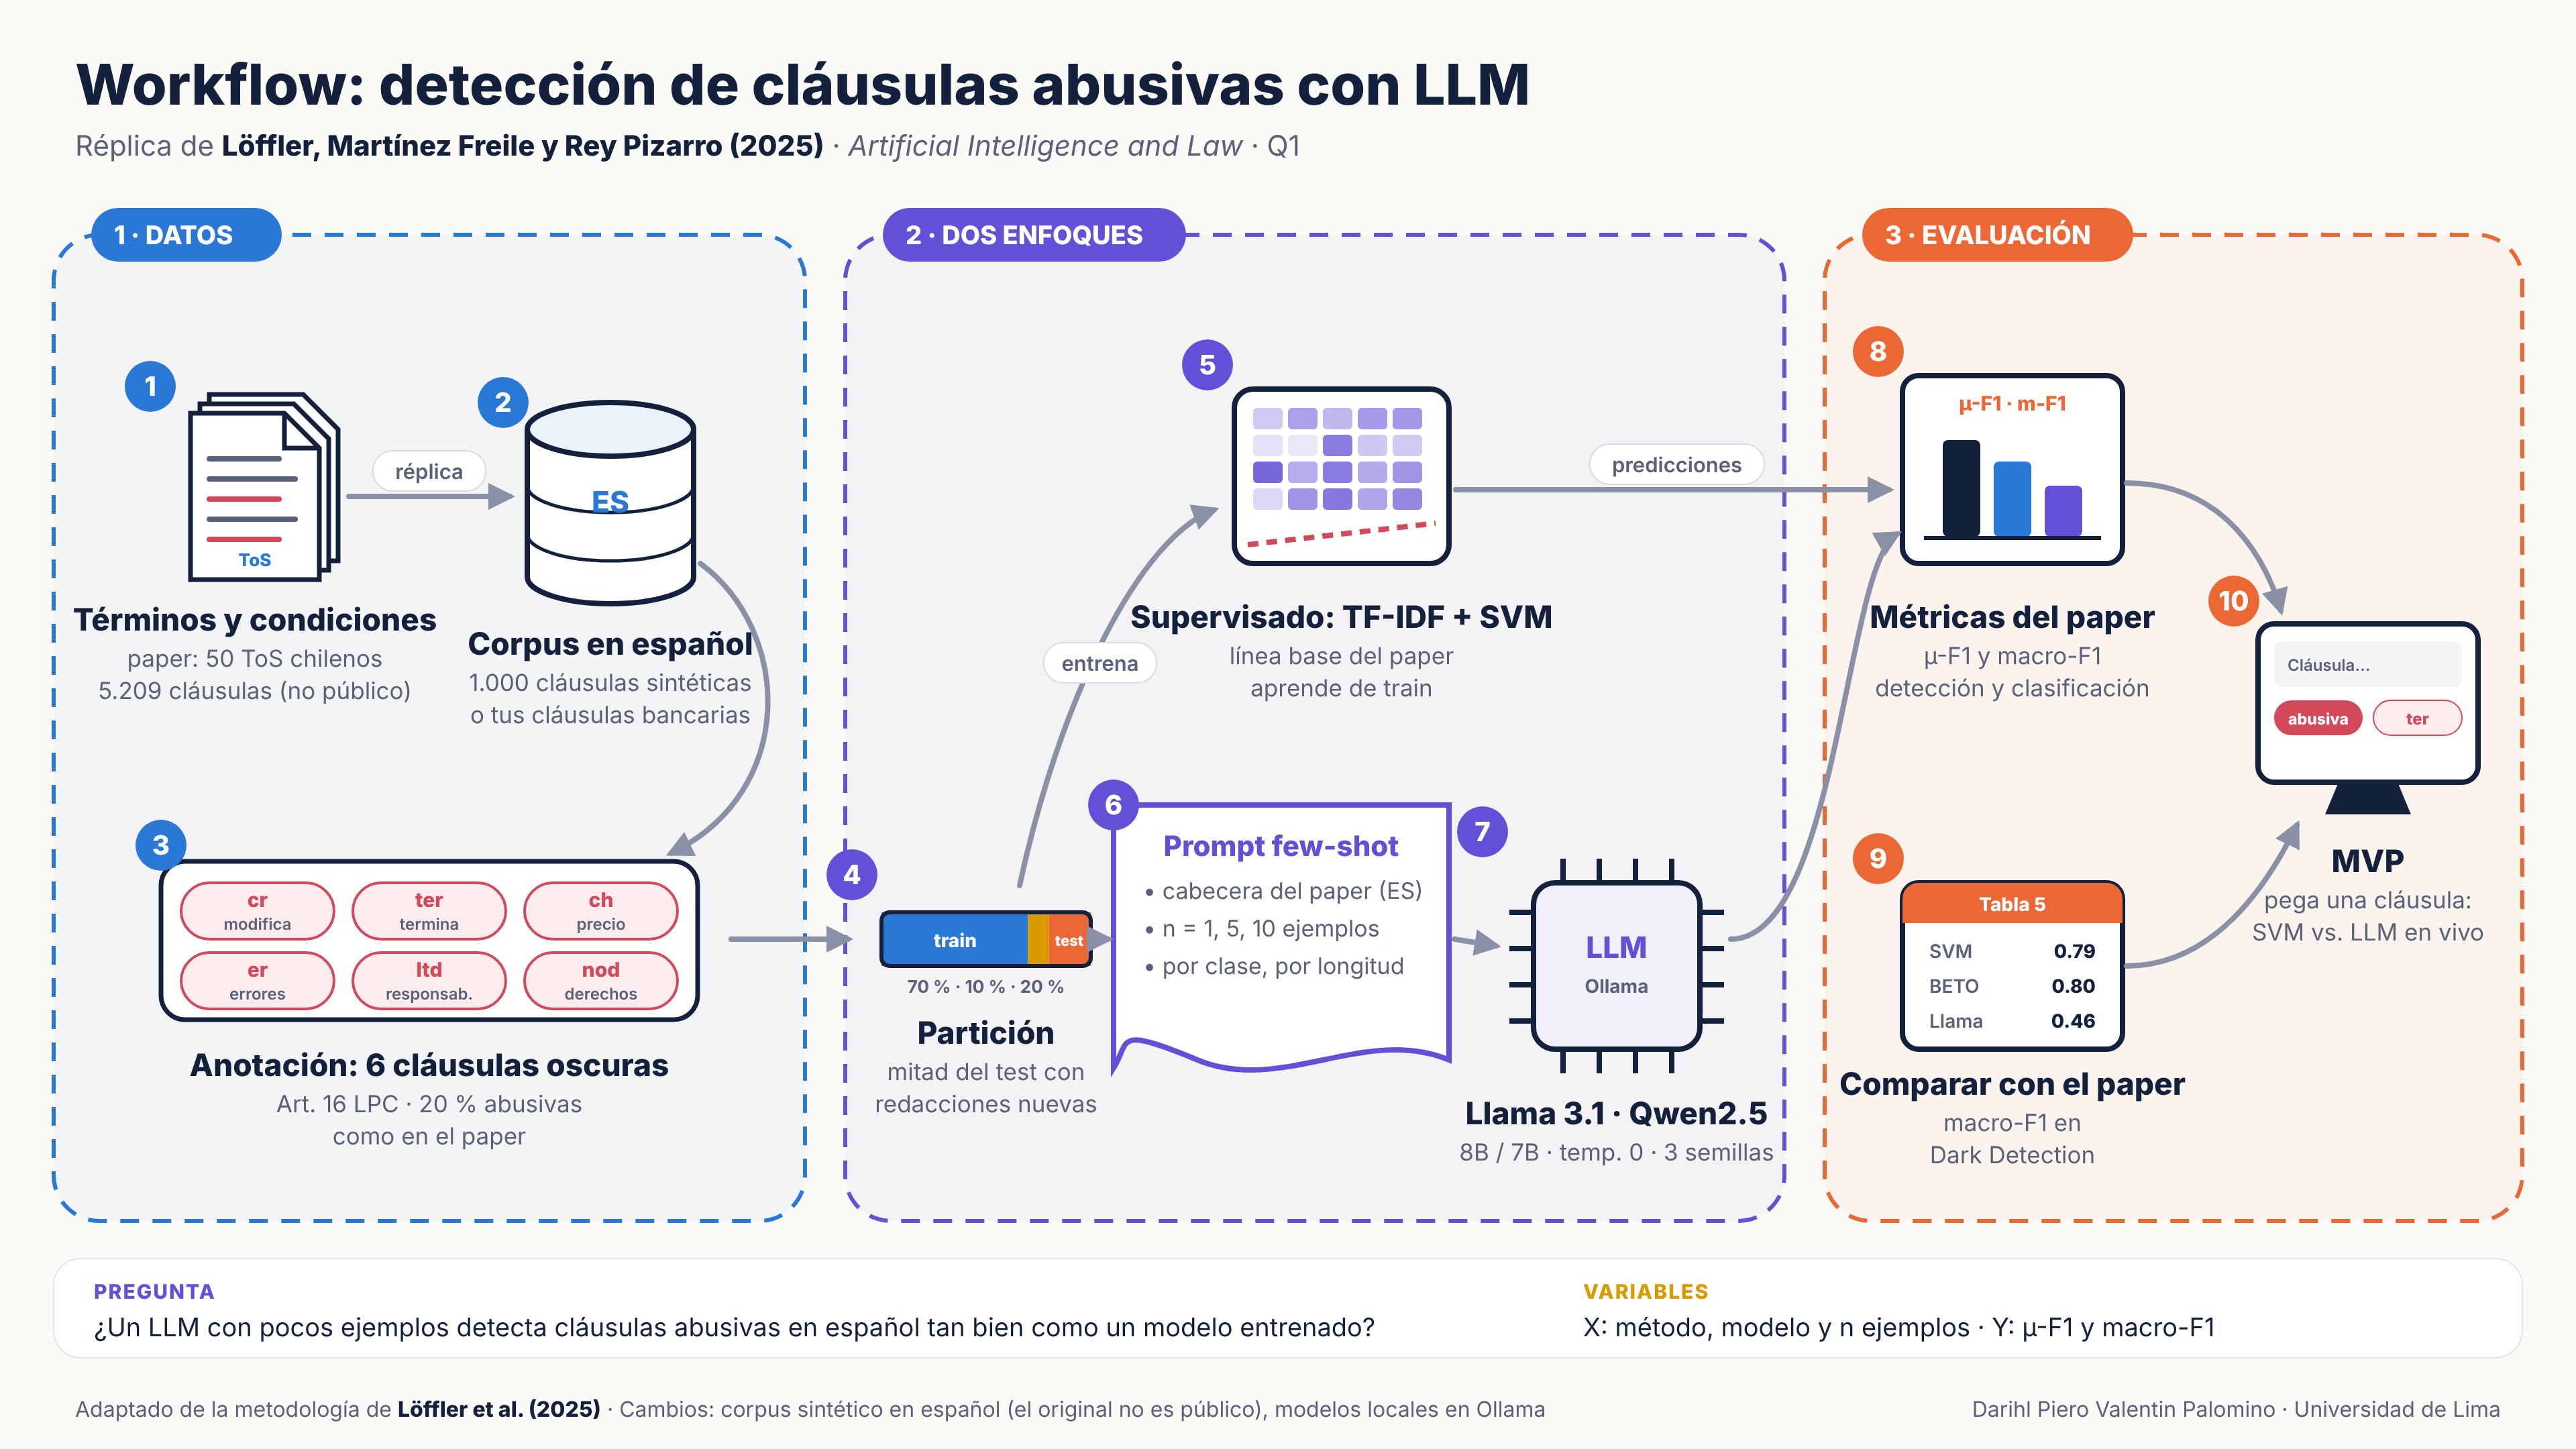 Workflow: detección de cláusulas abusivas con LLM
Réplica de Löffler, Martínez Freile y Rey Pizarro (2025) · Artificial Intelligence and Law · Q1
1 · DATOS
1
ToS
réplica
2
ES
Términos y condiciones
paper: 50 ToS chilenos
5.209 cláusulas (no público)
Corpus en español
1.000 cláusulas sintéticas
o tus cláusulas bancarias
3
cr
modifica
ter
termina
ch
precio
er
errores
ltd
responsab.
nod
derechos
Anotación: 6 cláusulas oscuras
Art. 16 LPC · 20 % abusivas
como en el paper
2 · DOS ENFOQUES
4
train
test
70 % · 10 % · 20 %
Partición
mitad del test con
redacciones nuevas
entrena
5
Supervisado: TF-IDF + SVM
línea base del paper
aprende de train
predicciones
6
Prompt few-shot
• cabecera del paper (ES)
• n = 1, 5, 10 ejemplos
• por clase, por longitud
7
LLM
Ollama
Llama 3.1 · Qwen2.5
8B / 7B · temp. 0 · 3 semillas
3 · EVALUACIÓN
8
μ-F1 · m-F1
Métricas del paper
μ-F1 y macro-F1
detección y clasificación
9
Tabla 5
SVM 0.79
BETO 0.80
Llama 0.46
Comparar con el paper
macro-F1 en
Dark Detection
10
Cláusula...
abusiva
ter
MVP
pega una cláusula:
SVM vs. LLM en vivo
PREGUNTA
¿Un LLM con pocos ejemplos detecta cláusulas abusivas en español tan bien como un modelo entrenado?
VARIABLES
X: método, modelo y n ejemplos · Y: μ-F1 y macro-F1
Adaptado de la metodología de Löffler et al. (2025) · Cambios: corpus sintético en español (el original no es público), modelos locales en Ollama
Darihl Piero Valentin Palomino · Universidad de Lima